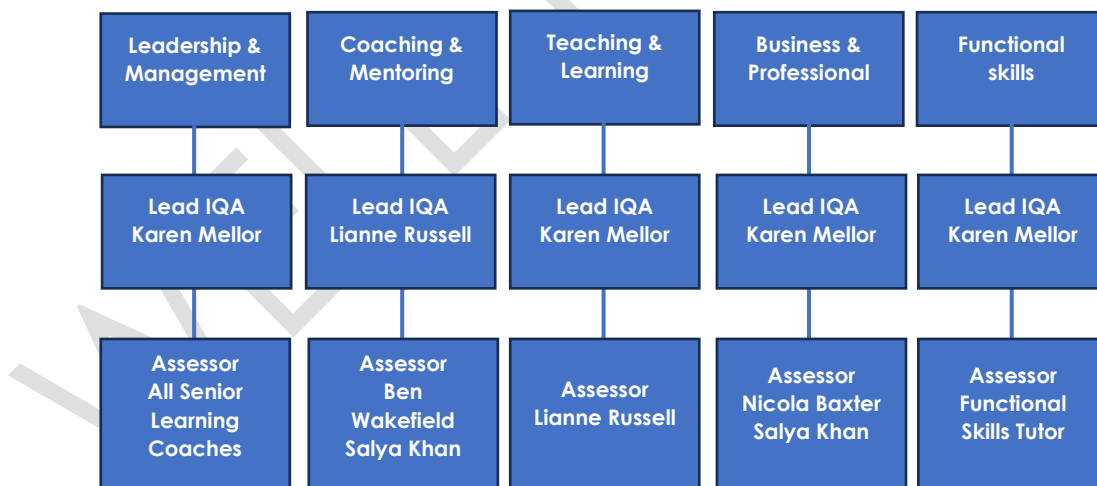 Leadership &
Management
Coaching &
Mentoring
Teaching &
Learning
Business &
Professional
Functional
skills
Lead IQA
Karen Mellor
Lead IQA
Lianne Russell
Lead IQA
Karen Mellor
Lead IQA
Karen Mellor
Lead IQA
Karen Mellor
Assessor
All Senior
Learning
Coaches
Assessor
Ben
Wakefield
Salya Khan
Assessor
Lianne Russell
Assessor
Nicola Baxter
Salya Khan
Assessor
Functional
Skills Tutor